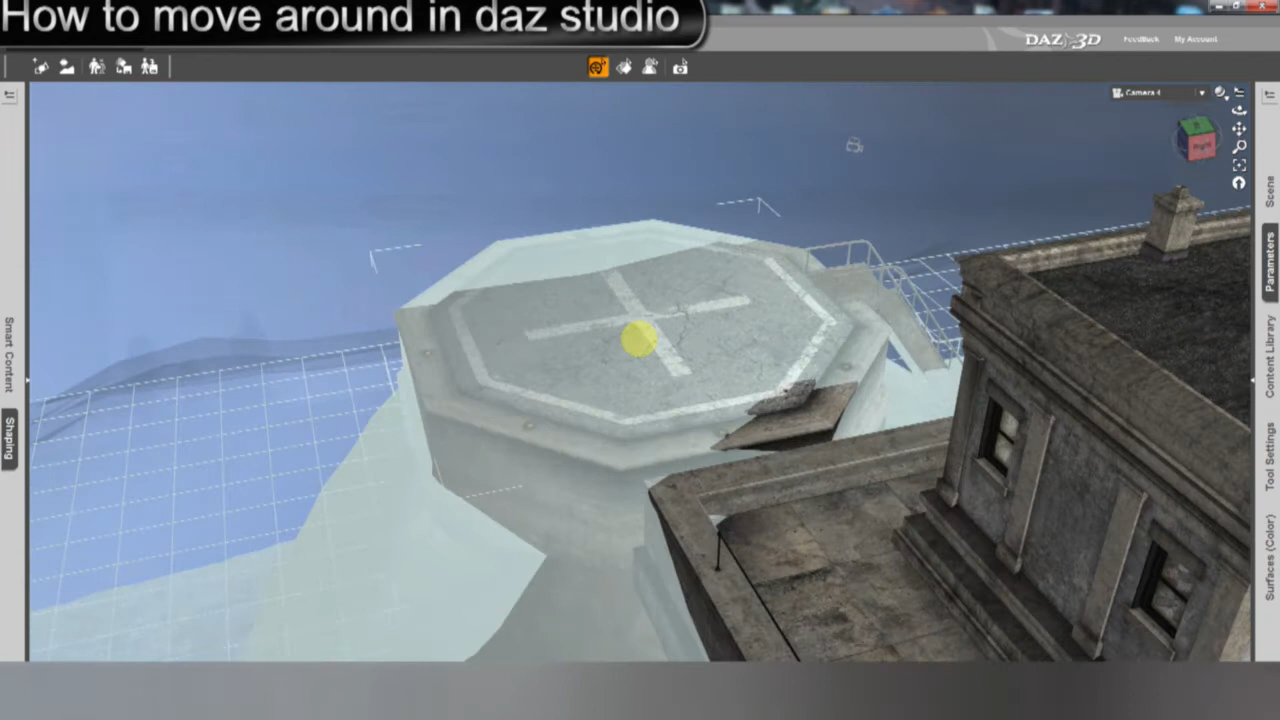 How to move around in daz studio
DAZ 3D
FeedBack
My Account
Camera 4
Right
Scene
Parameters
Content Library
Tool Settings
Surfaces (Color)
Smart Content
Shaping